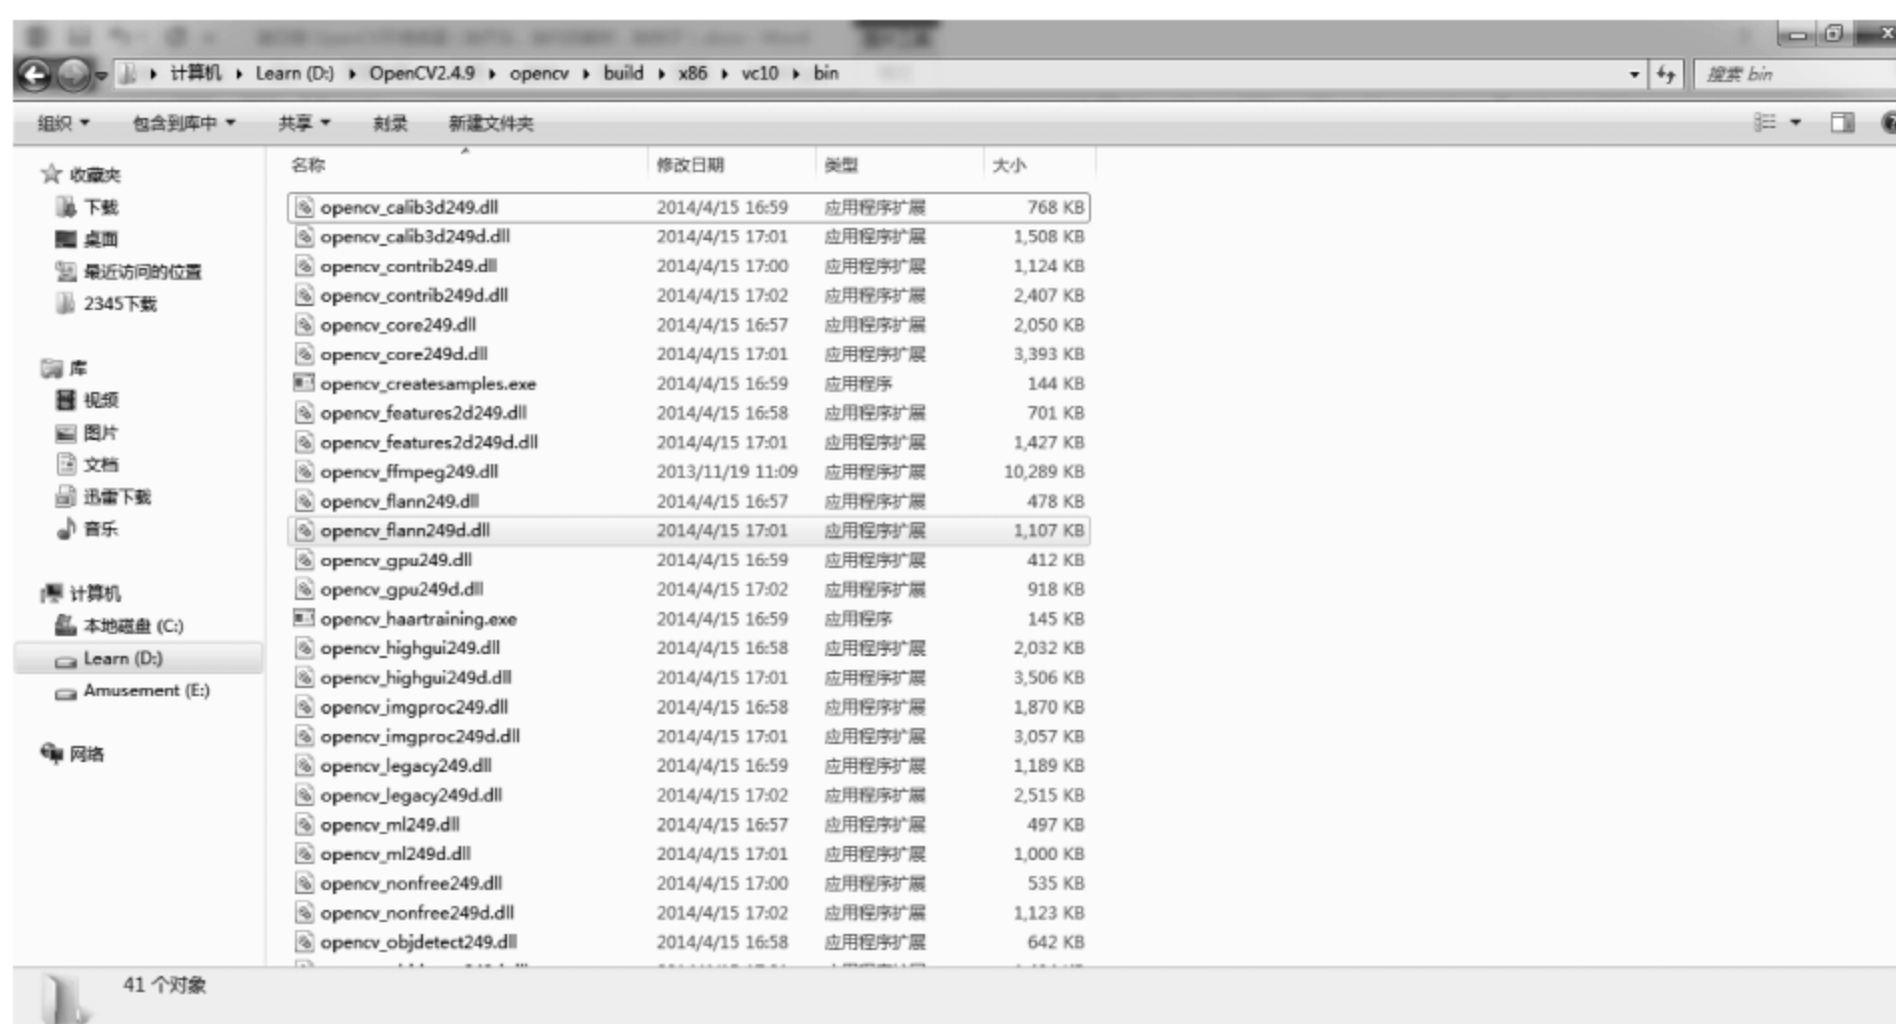 计算机 Learn (D:) OpenCV2.4.9 opencv build x86 vc10 bin 搜索 bin
组织 包含到库中 共享 刻录 新建文件夹
收藏夹
下载
桌面
最近访问的位置
2345下载
库
视频
图片
文档
迅雷下载
音乐
计算机
本地磁盘 (C:)
Learn (D:)
Amusement (E:)
网络
名称 修改日期 类型 大小
opencv_calib3d249.dll 2014/4/15 16:59 应用程序扩展 768 KB
opencv_calib3d249d.dll 2014/4/15 17:01 应用程序扩展 1,508 KB
opencv_contrib249.dll 2014/4/15 17:00 应用程序扩展 1,124 KB
opencv_contrib249d.dll 2014/4/15 17:02 应用程序扩展 2,407 KB
opencv_core249.dll 2014/4/15 16:57 应用程序扩展 2,050 KB
opencv_core249d.dll 2014/4/15 17:01 应用程序扩展 3,393 KB
opencv_createsamples.exe 2014/4/15 16:59 应用程序 144 KB
opencv_features2d249.dll 2014/4/15 16:58 应用程序扩展 701 KB
opencv_features2d249d.dll 2014/4/15 17:01 应用程序扩展 1,427 KB
opencv_ffmpeg249.dll 2013/11/19 11:09 应用程序扩展 10,289 KB
opencv_flann249.dll 2014/4/15 16:57 应用程序扩展 478 KB
opencv_flann249d.dll 2014/4/15 17:01 应用程序扩展 1,107 KB
opencv_gpu249.dll 2014/4/15 16:59 应用程序扩展 412 KB
opencv_gpu249d.dll 2014/4/15 17:02 应用程序扩展 918 KB
opencv_haartraining.exe 2014/4/15 16:59 应用程序 145 KB
opencv_highgui249.dll 2014/4/15 16:58 应用程序扩展 2,032 KB
opencv_highgui249d.dll 2014/4/15 17:01 应用程序扩展 3,506 KB
opencv_imgproc249.dll 2014/4/15 16:58 应用程序扩展 1,870 KB
opencv_imgproc249d.dll 2014/4/15 17:01 应用程序扩展 3,057 KB
opencv_legacy249.dll 2014/4/15 16:59 应用程序扩展 1,189 KB
opencv_legacy249d.dll 2014/4/15 17:02 应用程序扩展 2,515 KB
opencv_ml249.dll 2014/4/15 16:57 应用程序扩展 497 KB
opencv_ml249d.dll 2014/4/15 17:01 应用程序扩展 1,000 KB
opencv_nonfree249.dll 2014/4/15 17:00 应用程序扩展 535 KB
opencv_nonfree249d.dll 2014/4/15 17:02 应用程序扩展 1,123 KB
opencv_objdetect249.dll 2014/4/15 16:58 应用程序扩展 642 KB
41 个对象